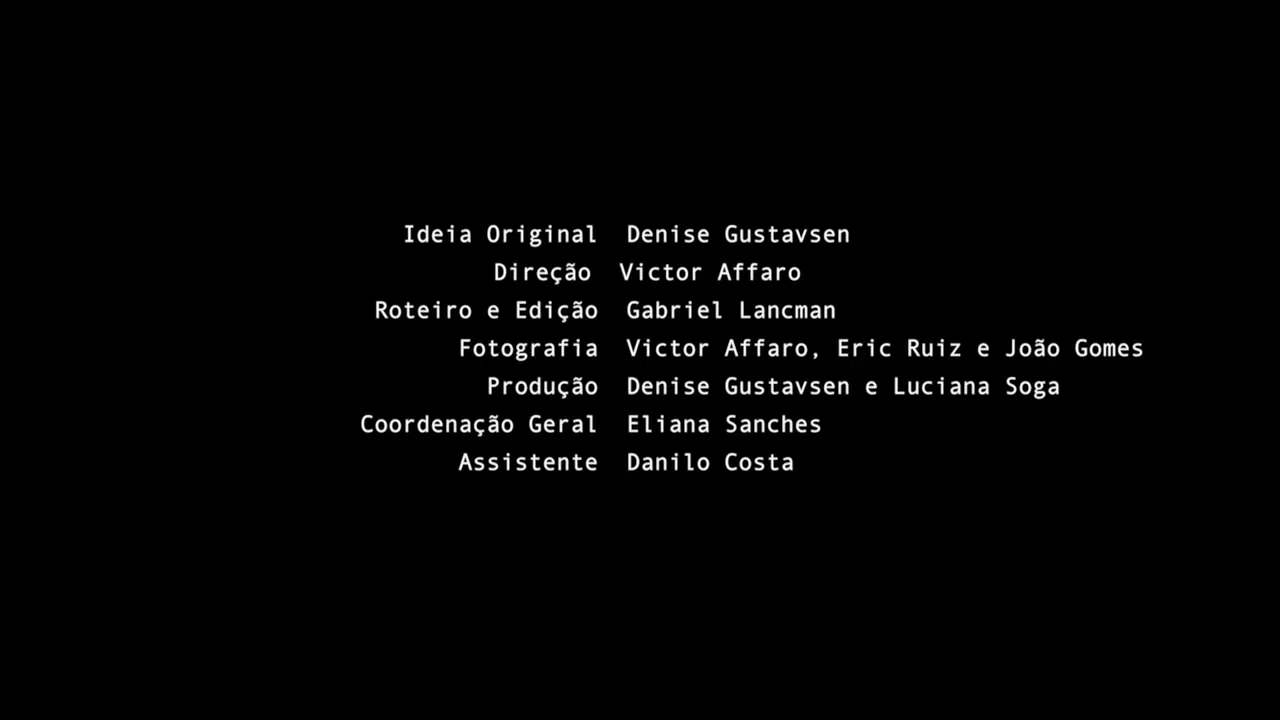 Ideia Original Denise Gustavsen
Direção Victor Affaro
Roteiro e Edição Gabriel Lancman
Fotografia Victor Affaro, Eric Ruiz e João Gomes
Produção Denise Gustavsen e Luciana Soga
Coordenação Geral Eliana Sanches
Assistente Danilo Costa